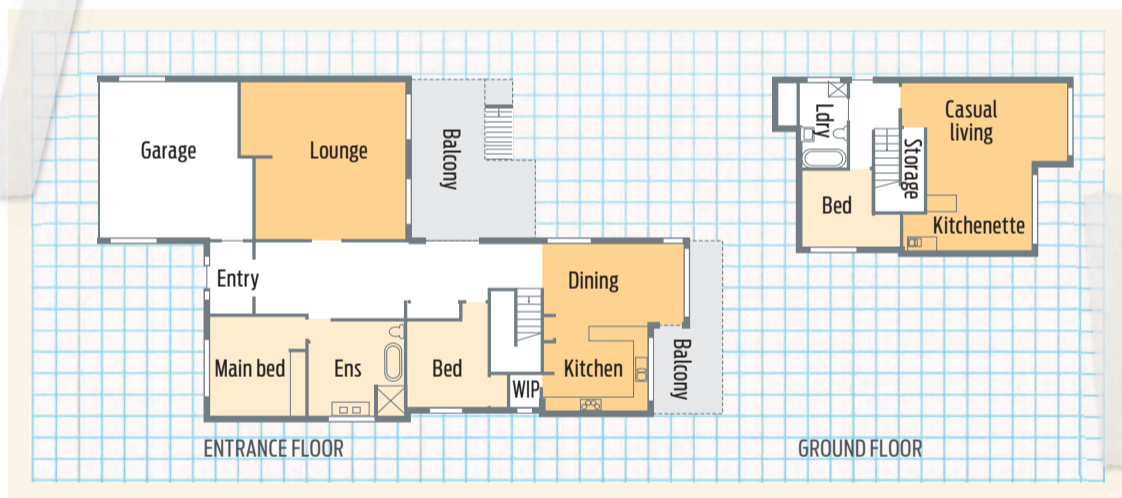 Garage
Lounge
Balcony
Entry
Dining
Main bed
Ens
Bed
WIP
Kitchen
Balcony
ENTRANCE FLOOR
Ldry
Casual
living
Storage
Bed
Kitchenette
GROUND FLOOR